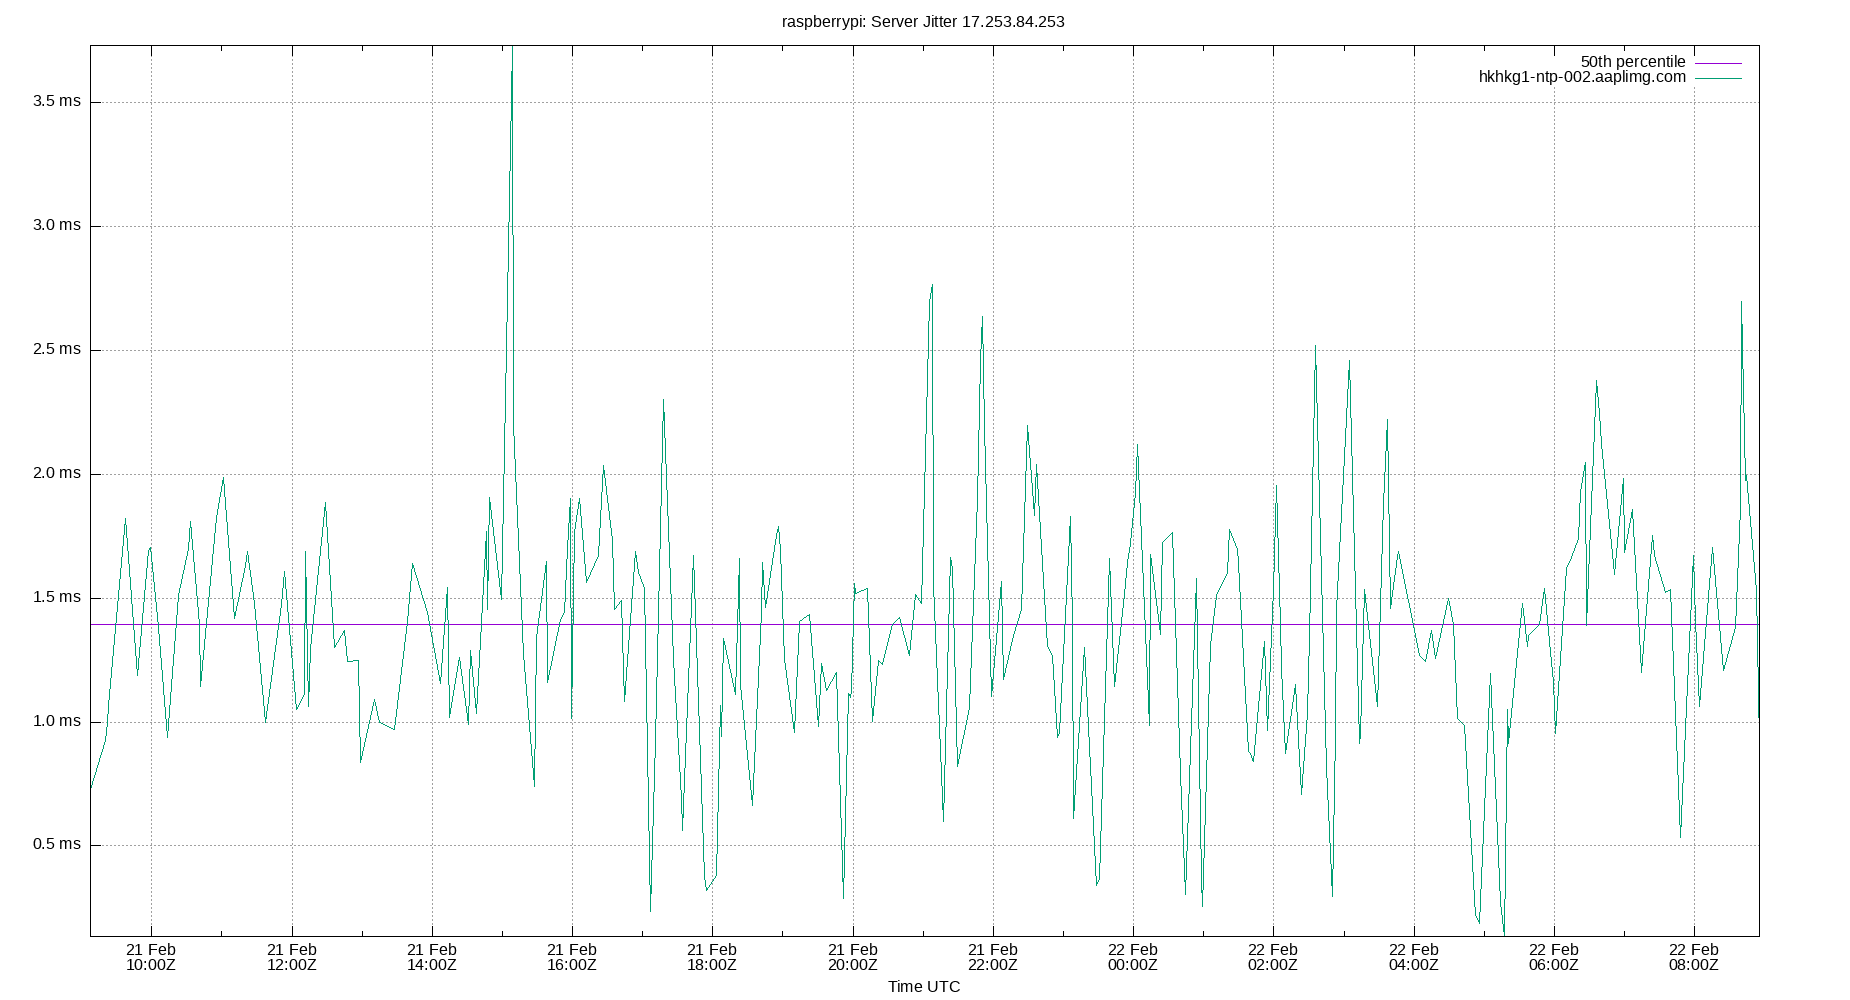 raspberrypi: Server Jitter 17.253.84.253
50th percentile
hkhkg1-ntp-002.aaplimg.com
3.5 ms
3.0 ms
2.5 ms
2.0 ms
1.5 ms
1.0 ms
0.5 ms
21 Feb 21 Feb 21 Feb 21 Feb 21 Feb 21 Feb 21 Feb 22 Feb 22 Feb 22 Feb 22 Feb 22 Feb
10:00Z 12:00Z 14:00Z 16:00Z 18:00Z 20:00Z 22:00Z 00:00Z 02:00Z 04:00Z 06:00Z 08:00Z
Time UTC